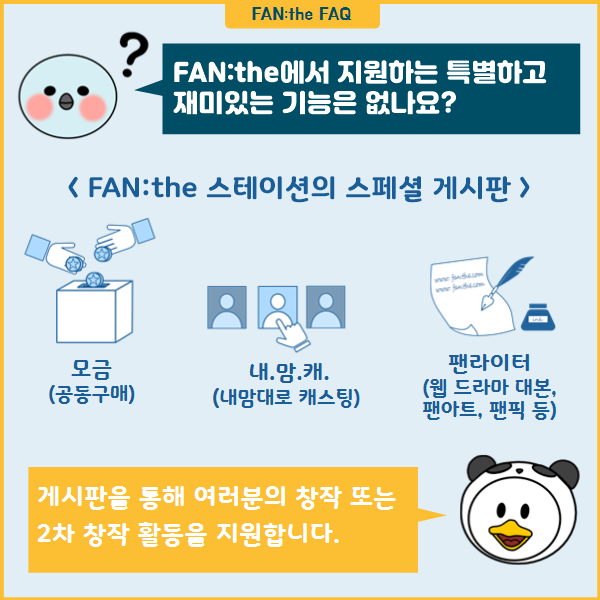 FAN:the FAQ
?
FAN:the에서 지원하는 특별하고
재미있는 기능은 없나요?
< FAN:the 스테이션의 스페셜 게시판 >
www.fanthe.com
www.fanthe.com
모금
(공동구매)
내.맘.캐.
(내맘대로 캐스팅)
팬라이터
(웹 드라마 대본,
팬아트, 팬픽 등)
게시판을 통해 여러분의 창작 또는
2차 창작 활동을 지원합니다.